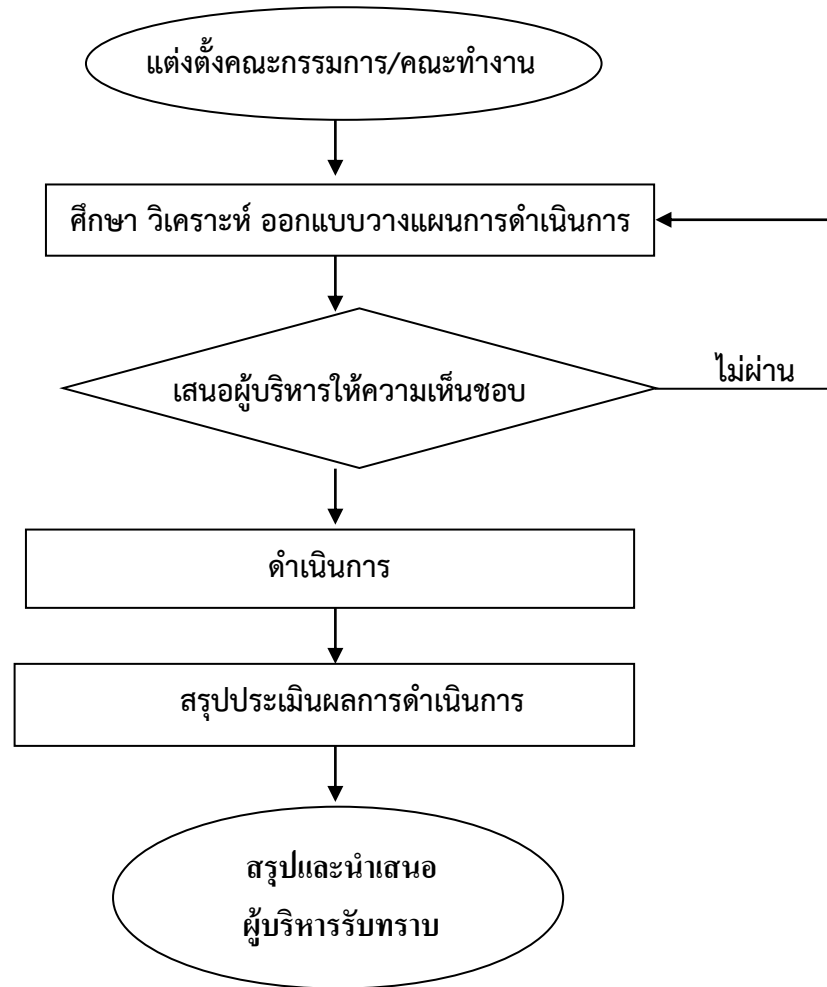 แต่งตั้งคณะกรรมการ/คณะทำงาน
ศึกษา วิเคราะห์ ออกแบบวางแผนการดำเนินการ
เสนอผู้บริหารให้ความเห็นชอบ
ไม่ผ่าน
ดำเนินการ
สรุปประเมินผลการดำเนินการ
สรุปและนำเสนอ
ผู้บริหารรับทราบ